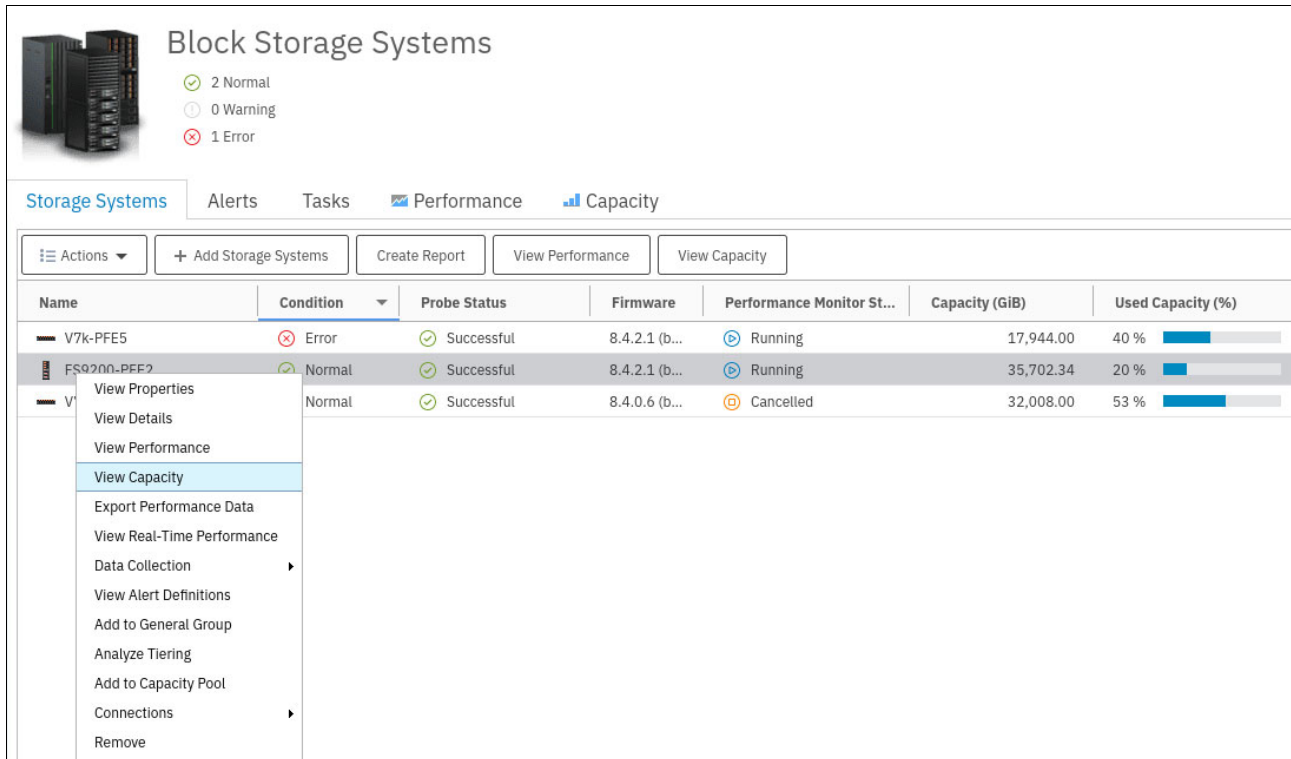 Block Storage Systems
2 Normal
0 Warning
1 Error
Storage Systems Alerts Tasks Performance Capacity
Actions + Add Storage Systems Create Report View Performance View Capacity
Name Condition Probe Status Firmware Performance Monitor St... Capacity (GiB) Used Capacity (%)
V7k-PFE5 Error Successful 8.4.2.1 (b... Running 17,944.00 40 %
FS9200-PFE2 Normal Successful 8.4.2.1 (b... Running 35,702.34 20 %
Normal Successful 8.4.0.6 (b... Cancelled 32,008.00 53 %
View Properties
View Details
View Performance
View Capacity
Export Performance Data
View Real-Time Performance
Data Collection
View Alert Definitions
Add to General Group
Analyze Tiering
Add to Capacity Pool
Connections
Remove